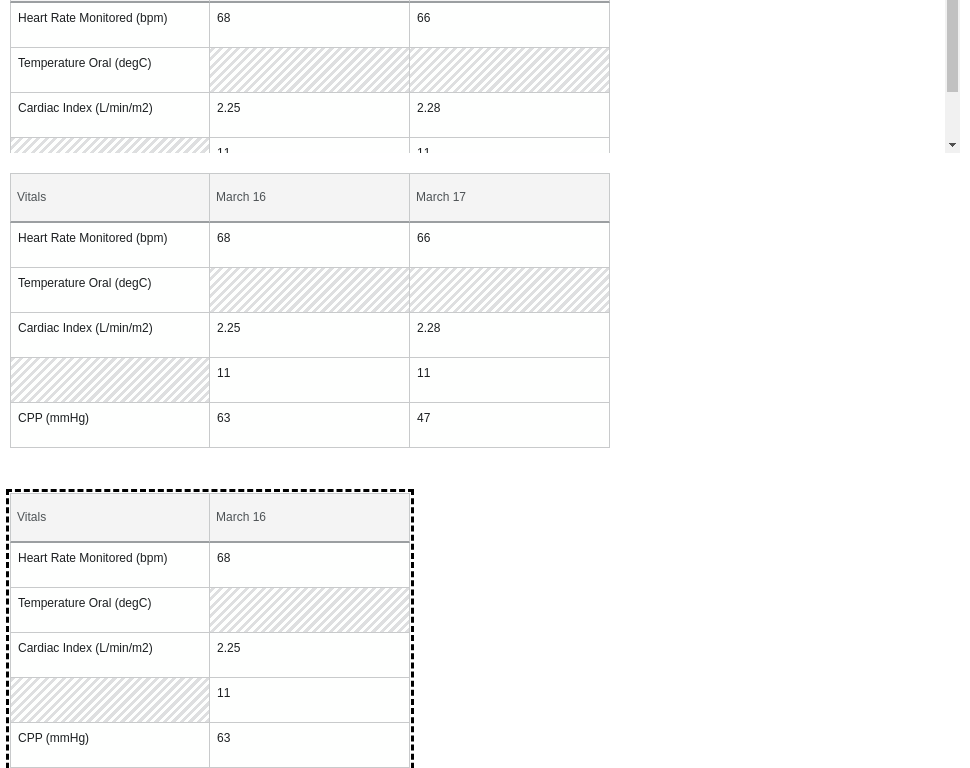 Heart Rate Monitored (bpm) 68 66
Temperature Oral (degC)
Cardiac Index (L/min/m2) 2.25 2.28
11 11
Vitals March 16 March 17
Heart Rate Monitored (bpm) 68 66
Temperature Oral (degC)
Cardiac Index (L/min/m2) 2.25 2.28
11 11
CPP (mmHg) 63 47
Vitals March 16
Heart Rate Monitored (bpm) 68
Temperature Oral (degC)
Cardiac Index (L/min/m2) 2.25
11
CPP (mmHg) 63